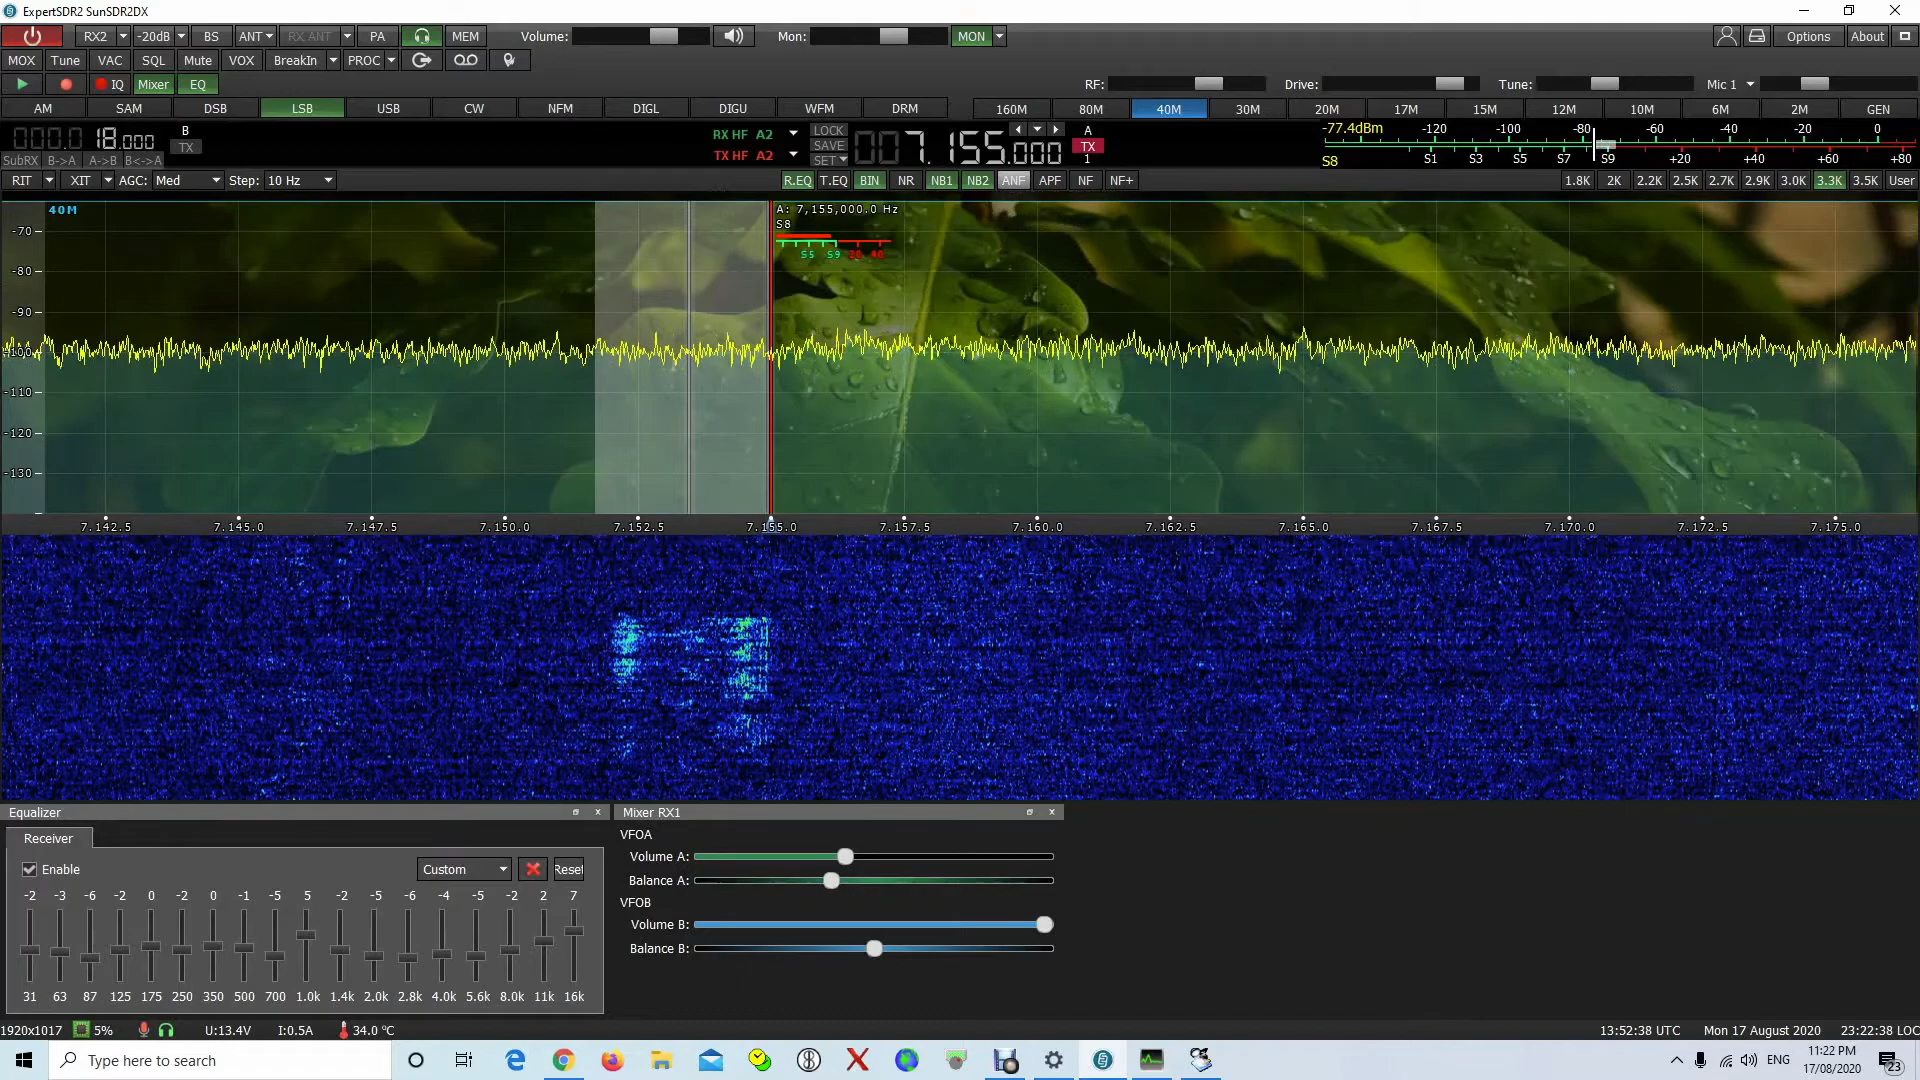 ExpertSDR2 SunSDR2DX
RX2 -20dB BS ANT RX ANT PA MEM Volume: Mon: MON Options About
MOX Tune VAC SQL Mute VOX BreakIn PROC
IQ Mixer EQ RF: Drive: Tune: Mic 1
AM SAM DSB LSB USB CW NFM DIGL DIGU WFM DRM 160M 80M 40M 30M 20M 17M 15M 12M 10M 6M 2M GEN
000.0 18.000 B TX RX HF A2 LOCK 007.155.000 A -77.4dBm -120 -100 -80 -60 -40 -20 0
TX HF A2 SAVE TX
SubRX B->A A->B B<->A SET 1 S8 S1 S3 S5 S7 S9 +20 +40 +60 +80
RIT XIT AGC: Med Step: 10 Hz R.EQ T.EQ BIN NR NB1 NB2 ANF APF NF NF+ 1.8K 2K 2.2K 2.5K 2.7K 2.9K 3.0K 3.3K 3.5K User
40M A: 7,155,000.0 Hz
S8
S5 S9 20 40
-70
-80
-90
-100
-110
-120
-130
7.142.5 7.145.0 7.147.5 7.150.0 7.152.5 7.155.0 7.157.5 7.160.0 7.162.5 7.165.0 7.167.5 7.170.0 7.172.5 7.175.0
Equalizer
Receiver
Enable Custom Reset
-2 -3 -6 -2 0 -2 0 -1 -5 5 -2 -5 -6 -4 -5 -2 2 7
31 63 87 125 175 250 350 500 700 1.0k 1.4k 2.0k 2.8k 4.0k 5.6k 8.0k 11k 16k
Mixer RX1
VFOA
Volume A:
Balance A:
VFOB
Volume B:
Balance B:
1920x1017 5% U:13.4V I:0.5A 34.0 °C 13:52:38 UTC Mon 17 August 2020 23:22:38 LOC
Type here to search ENG 11:22 PM
17/08/2020 23